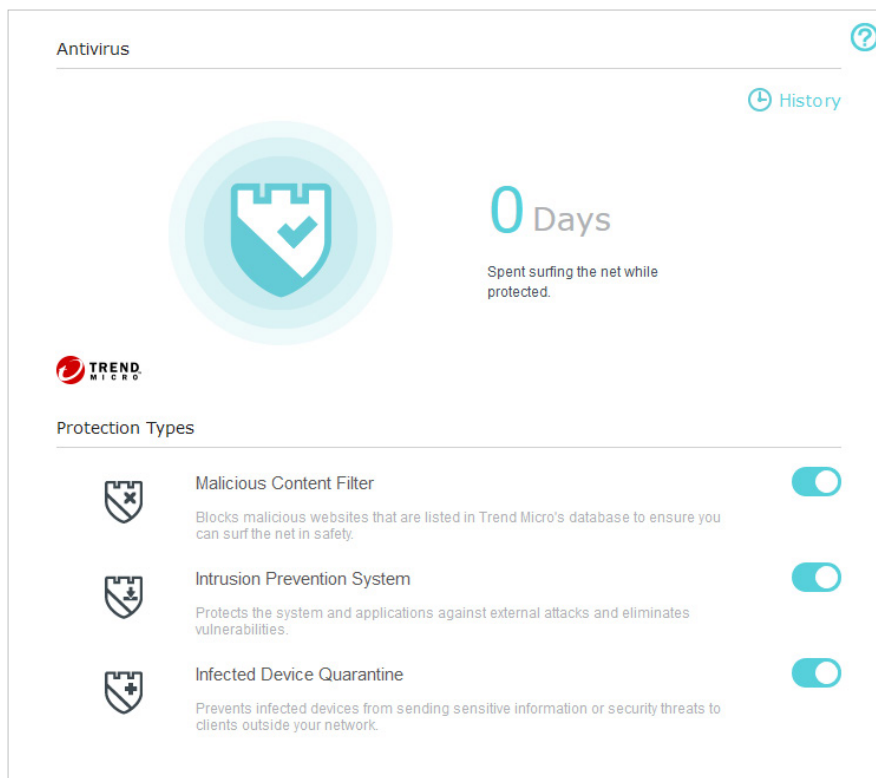 Antivirus
?
History
0 Days
Spent surfing the net while
protected.
TREND
MICRO
Protection Types
Malicious Content Filter
Blocks malicious websites that are listed in Trend Micro's database to ensure you
can surf the net in safety.
Intrusion Prevention System
Protects the system and applications against external attacks and eliminates
vulnerabilities.
Infected Device Quarantine
Prevents infected devices from sending sensitive information or security threats to
clients outside your network.